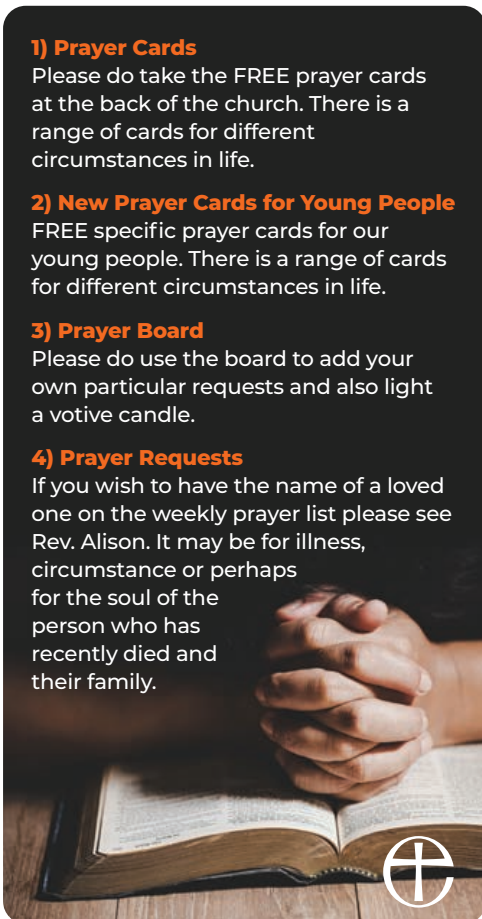 1) Prayer Cards
Please do take the FREE prayer cards
at the back of the church. There is a
range of cards for different
circumstances in life.
2) New Prayer Cards for Young People
FREE specific prayer cards for our
young people. There is a range of cards
for different circumstances in life.
3) Prayer Board
Please do use the board to add your
own particular requests and also light
a votive candle.
4) Prayer Requests
If you wish to have the name of a loved
one on the weekly prayer list please see
Rev. Alison. It may be for illness,
circumstance or perhaps
for the soul of the
person who has
recently died and
their family.